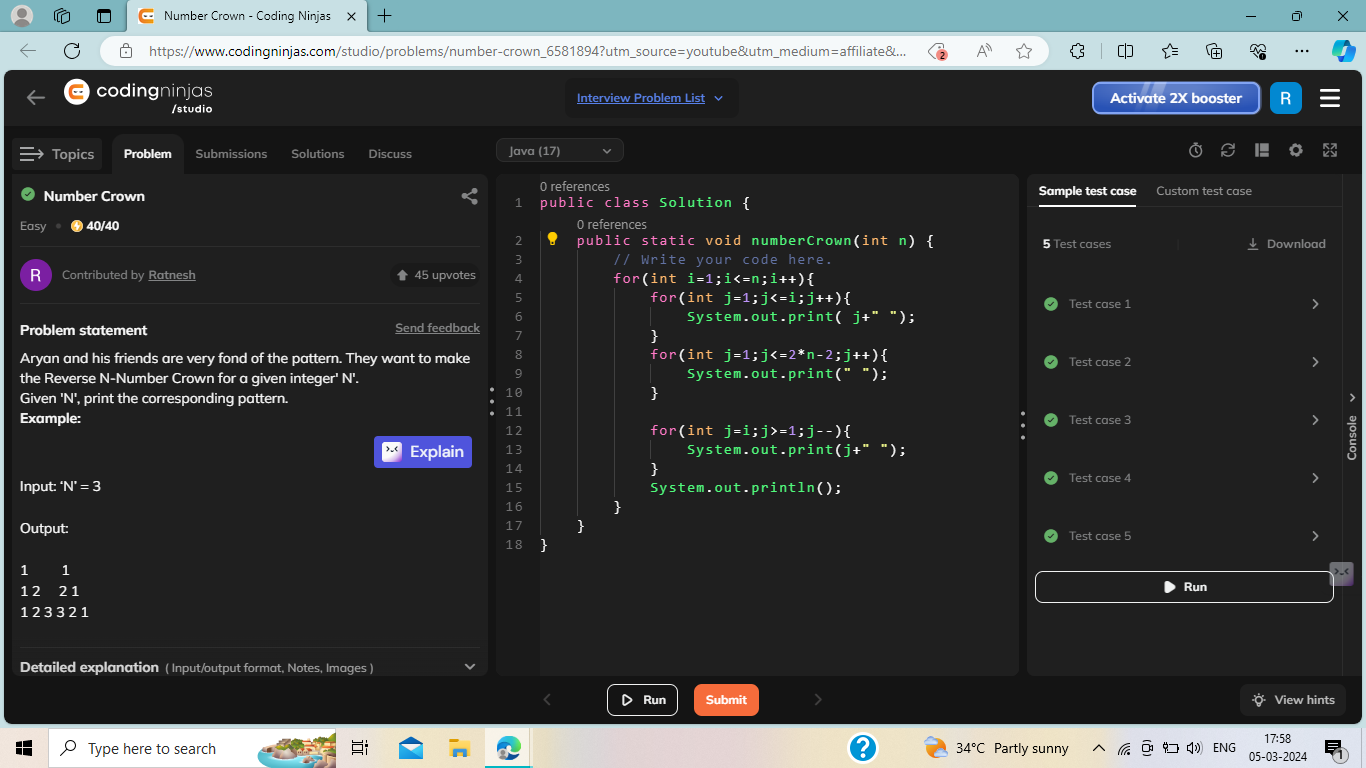 Number Crown - Coding Ninjas
https://www.codingninjas.com/studio/problems/number-crown_6581894?utm_source=youtube&utm_medium=affiliate&...
2
codingninjas
/studio
Interview Problem List
Activate 2X booster
R
Topics
Problem
Submissions
Solutions
Discuss
Java (17)
Number Crown
Easy
40/40
R
Contributed by Ratnesh
45 upvotes
Problem statement
Send feedback
Aryan and his friends are very fond of the pattern. They want to make
the Reverse N-Number Crown for a given integer' N'.
Given 'N', print the corresponding pattern.
Example:
Explain
Input: ‘N’ = 3
Output:
1 1
1 2 2 1
1 2 3 3 2 1
Detailed explanation ( Input/output format, Notes, Images )
0 references
1 public class Solution {
0 references
2 public static void numberCrown(int n) {
3 // Write your code here.
4 for(int i=1;i<=n;i++){
5 for(int j=1;j<=i;j++){
6 System.out.print( j+" ");
7 }
8 for(int j=1;j<=2*n-2;j++){
9 System.out.print(" ");
10 }
11
12 for(int j=i;j>=1;j--){
13 System.out.print(j+" ");
14 }
15 System.out.println();
16 }
17 }
18 }
Sample test case
Custom test case
5 Test cases
Download
Test case 1
Test case 2
Test case 3
Test case 4
Test case 5
Run
Console
Run
Submit
View hints
Type here to search
34°C Partly sunny
ENG
17:58
05-03-2024
1